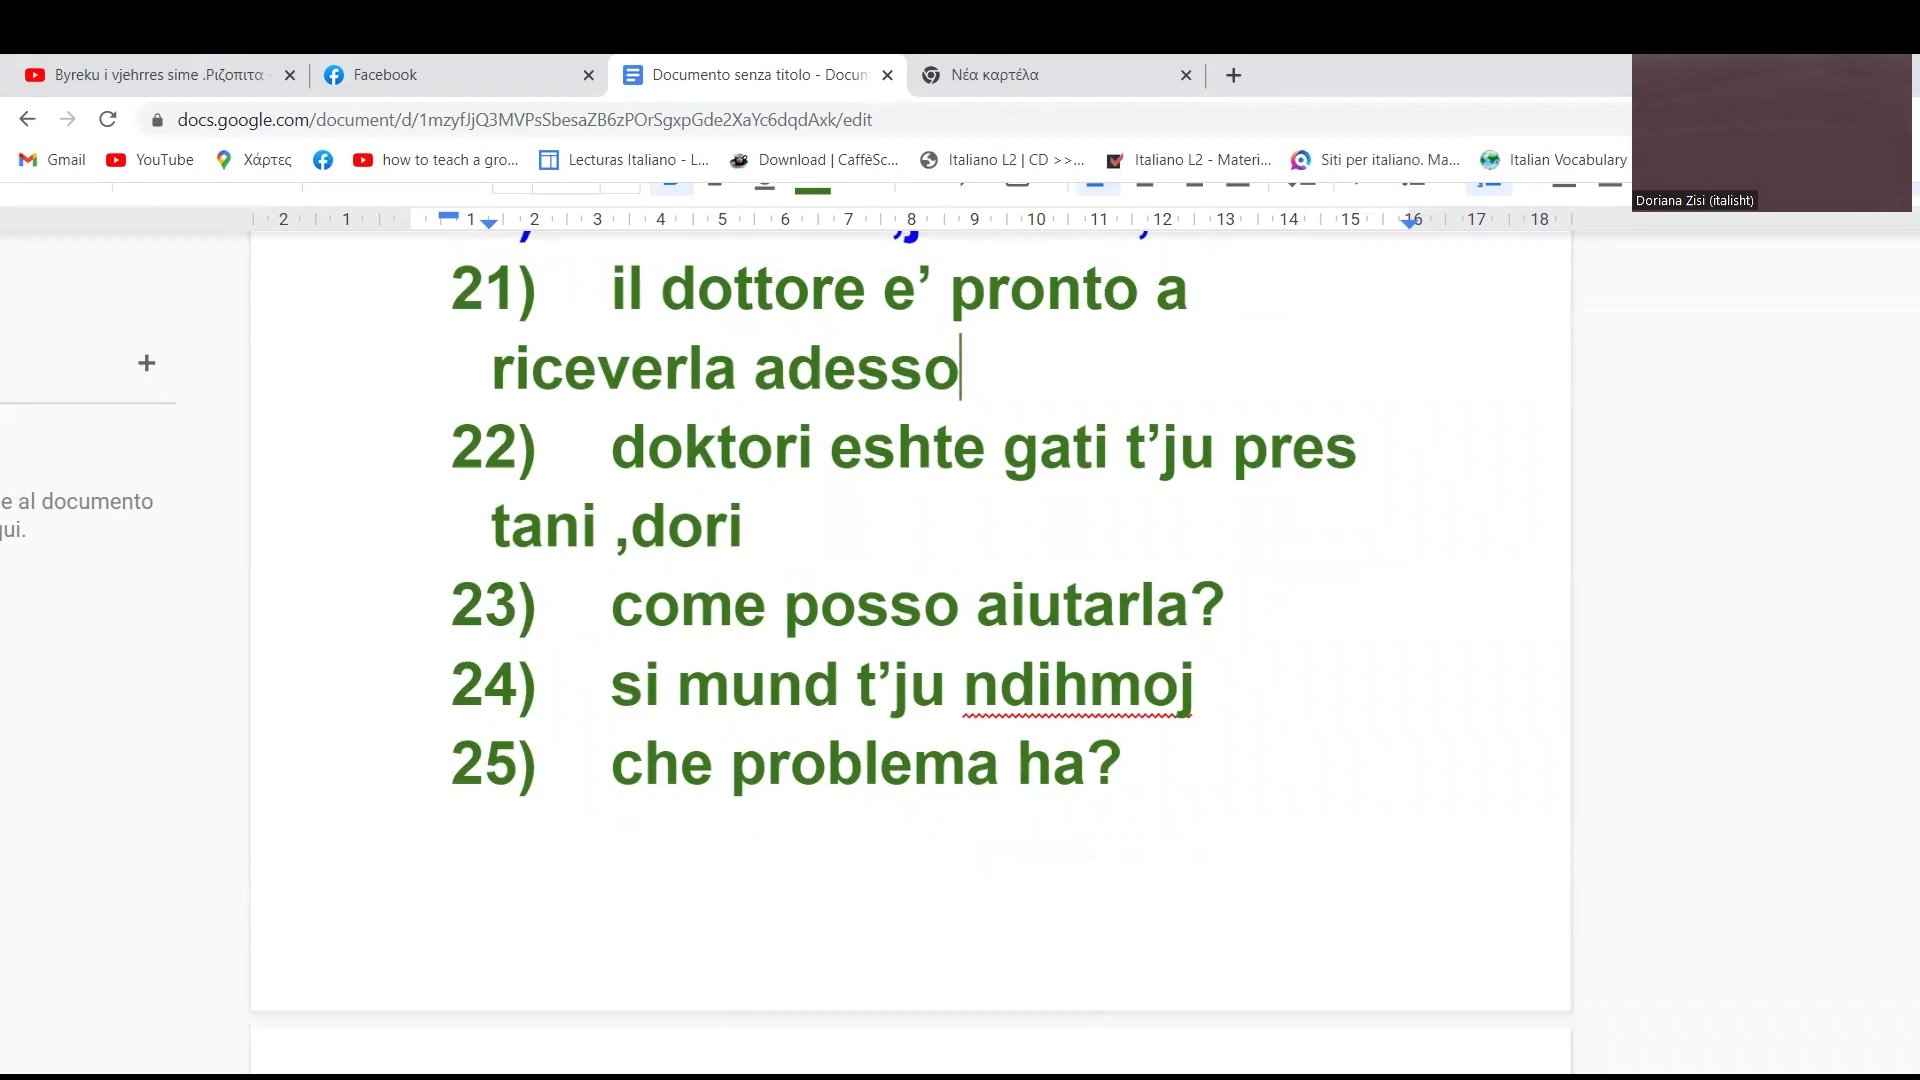 Byreku i vjehrres sime .Ριζοπιτα -
Facebook
Documento senza titolo - Docum
Νέα καρτέλα
docs.google.com/document/d/1mzyfJjQ3MVPsSbesaZB6zPOrSgxpGde2XaYc6dqdAxk/edit
Gmail
YouTube
Χάρτες
how to teach a gro...
Lecturas Italiano - L...
Download | CaffèSc...
Italiano L2 | CD >>...
Italiano L2 - Materi...
Siti per italiano. Ma...
Italian Vocabulary
Doriana Zisi (italisht)
2 1 1 2 3 4 5 6 7 8 9 10 11 12 13 14 15 16 17 18
21) il dottore e’ pronto a
riceverla adesso
22) doktori eshte gati t’ju pres
tani ,dori
23) come posso aiutarla?
24) si mund t’ju ndihmoj
25) che problema ha?
e al documento
qui.